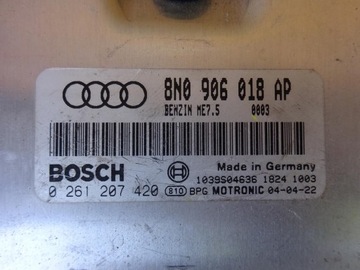 8N0 906 018 AP
BENZIN ME7.5 0003
BOSCH
Made in Germany
1039S04636 1824 1003
0 261 207 420 810 BPG MOTRONIC 04-04-22